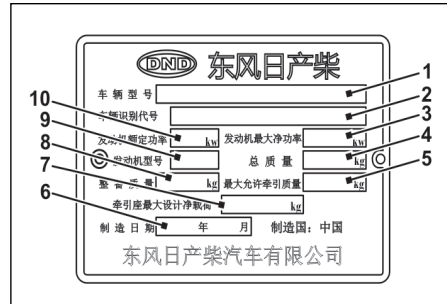 DND 东风日产柴
车辆型号 1
车辆识别代号 2
10 发动机额定功率 kw 发动机最大净功率 kw 3
9 发动机型号 总质量 kg 4
8 整备质量 kg 最大允许牵引质量 kg 5
7 牵引座最大设计净载荷 kg
6 制造日期 年 月 制造国：中国
东风日产柴汽车有限公司